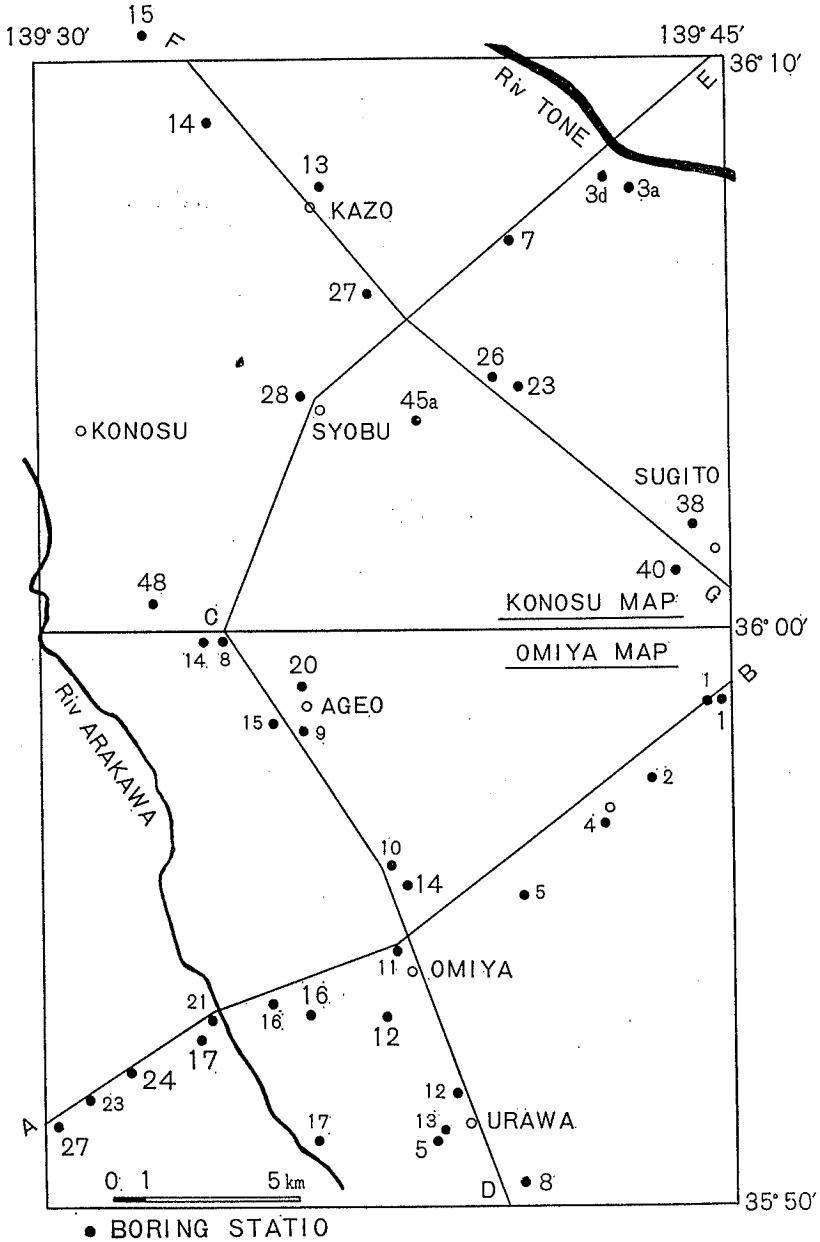 15
139° 30′
F
139° 45′
36° 10′
E
Riv TONE
14
13
3d
3a
KAZO
7
27
26
23
28
45a
KONOSU
SYOBU
SUGITO
38
48
40
G
C
KONOSU MAP
36° 00′
14
8
OMIYA MAP
B
20
1
1
Riv ARAKAWA
AGEO
15
9
2
4
10
14
5
11
OMIYA
21
16
16
12
17
24
23
12
A
27
17
13
URAWA
5
0 1 5 km
D
8
35° 50′
BORING STATIO